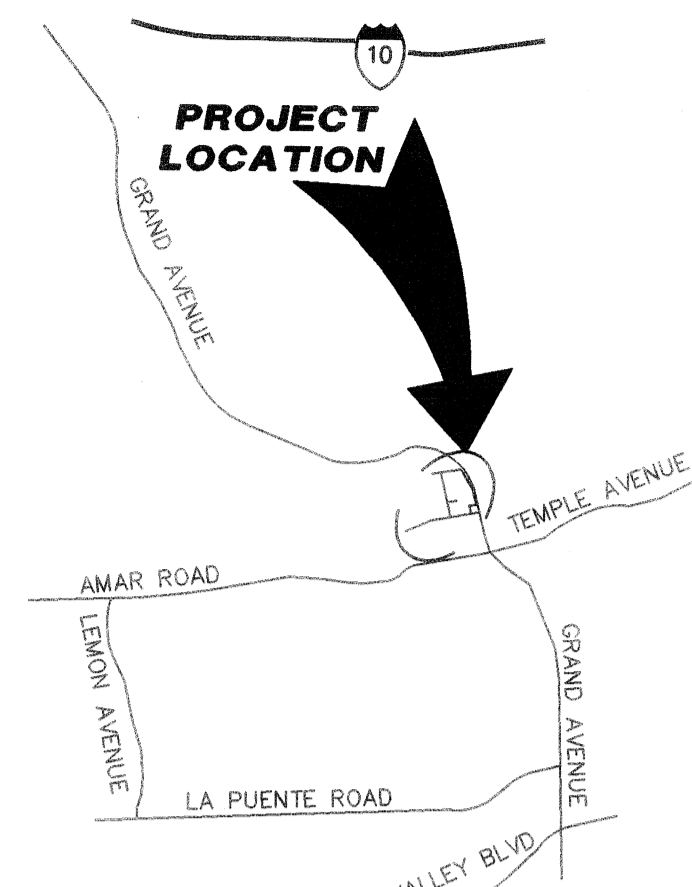 10
PROJECT
LOCATION
GRAND AVENUE
TEMPLE AVENUE
AMAR ROAD
LEMON AVENUE
GRAND AVENUE
LA PUENTE ROAD
VALLEY BLVD